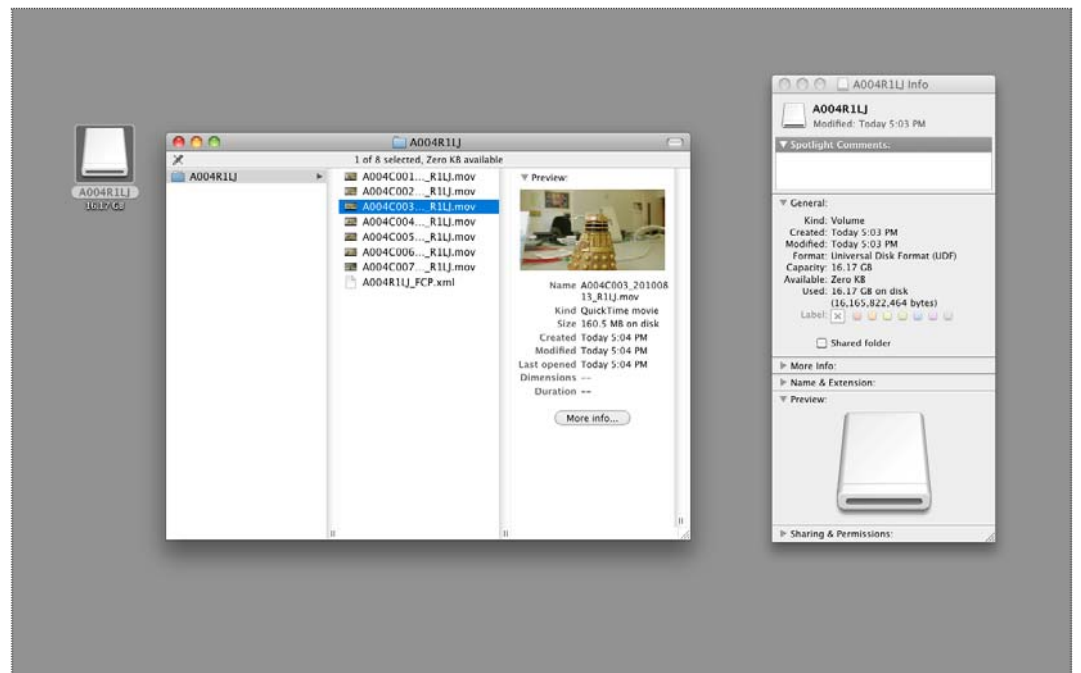 A004R1LJ
16.17 GB
A004R1LJ
1 of 8 selected, Zero KB available
A004R1LJ
A004C001..._R1LJ.mov
A004C002..._R1LJ.mov
A004C003..._R1LJ.mov
A004C004..._R1LJ.mov
A004C005..._R1LJ.mov
A004C006..._R1LJ.mov
A004C007..._R1LJ.mov
A004R1LJ_FCP.xml
Preview:
Name A004C003_201008
13_R1LJ.mov
Kind QuickTime movie
Size 160.5 MB on disk
Created Today 5:04 PM
Modified Today 5:04 PM
Last opened Today 5:04 PM
Dimensions --
Duration --
More info...
A004R1LJ Info
A004R1LJ
Modified: Today 5:03 PM
Spotlight Comments:
General:
Kind: Volume
Created: Today 5:03 PM
Modified: Today 5:03 PM
Format: Universal Disk Format (UDF)
Capacity: 16.17 GB
Available: Zero KB
Used: 16.17 GB on disk
(16,165,822,464 bytes)
Label:
Shared folder
More Info:
Name & Extension:
Preview:
Sharing & Permissions: